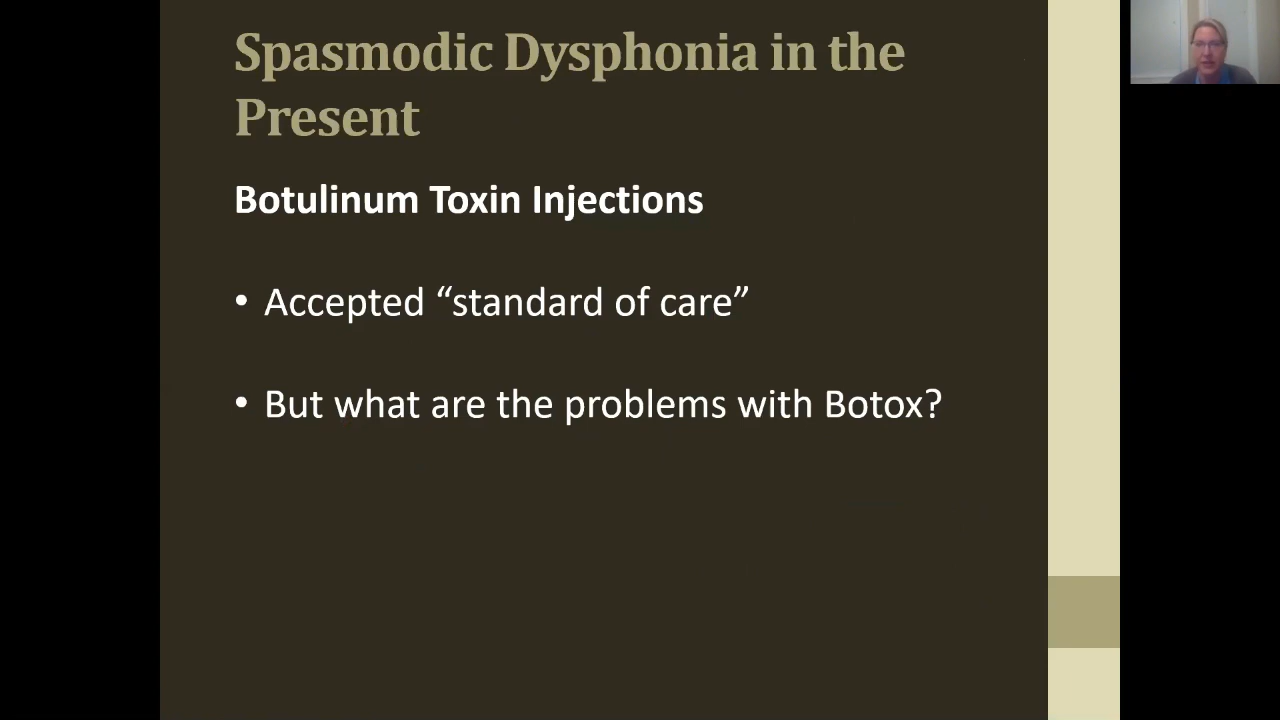 Spasmodic Dysphonia in the
Present
Botulinum Toxin Injections
• Accepted “standard of care”
• But what are the problems with Botox?